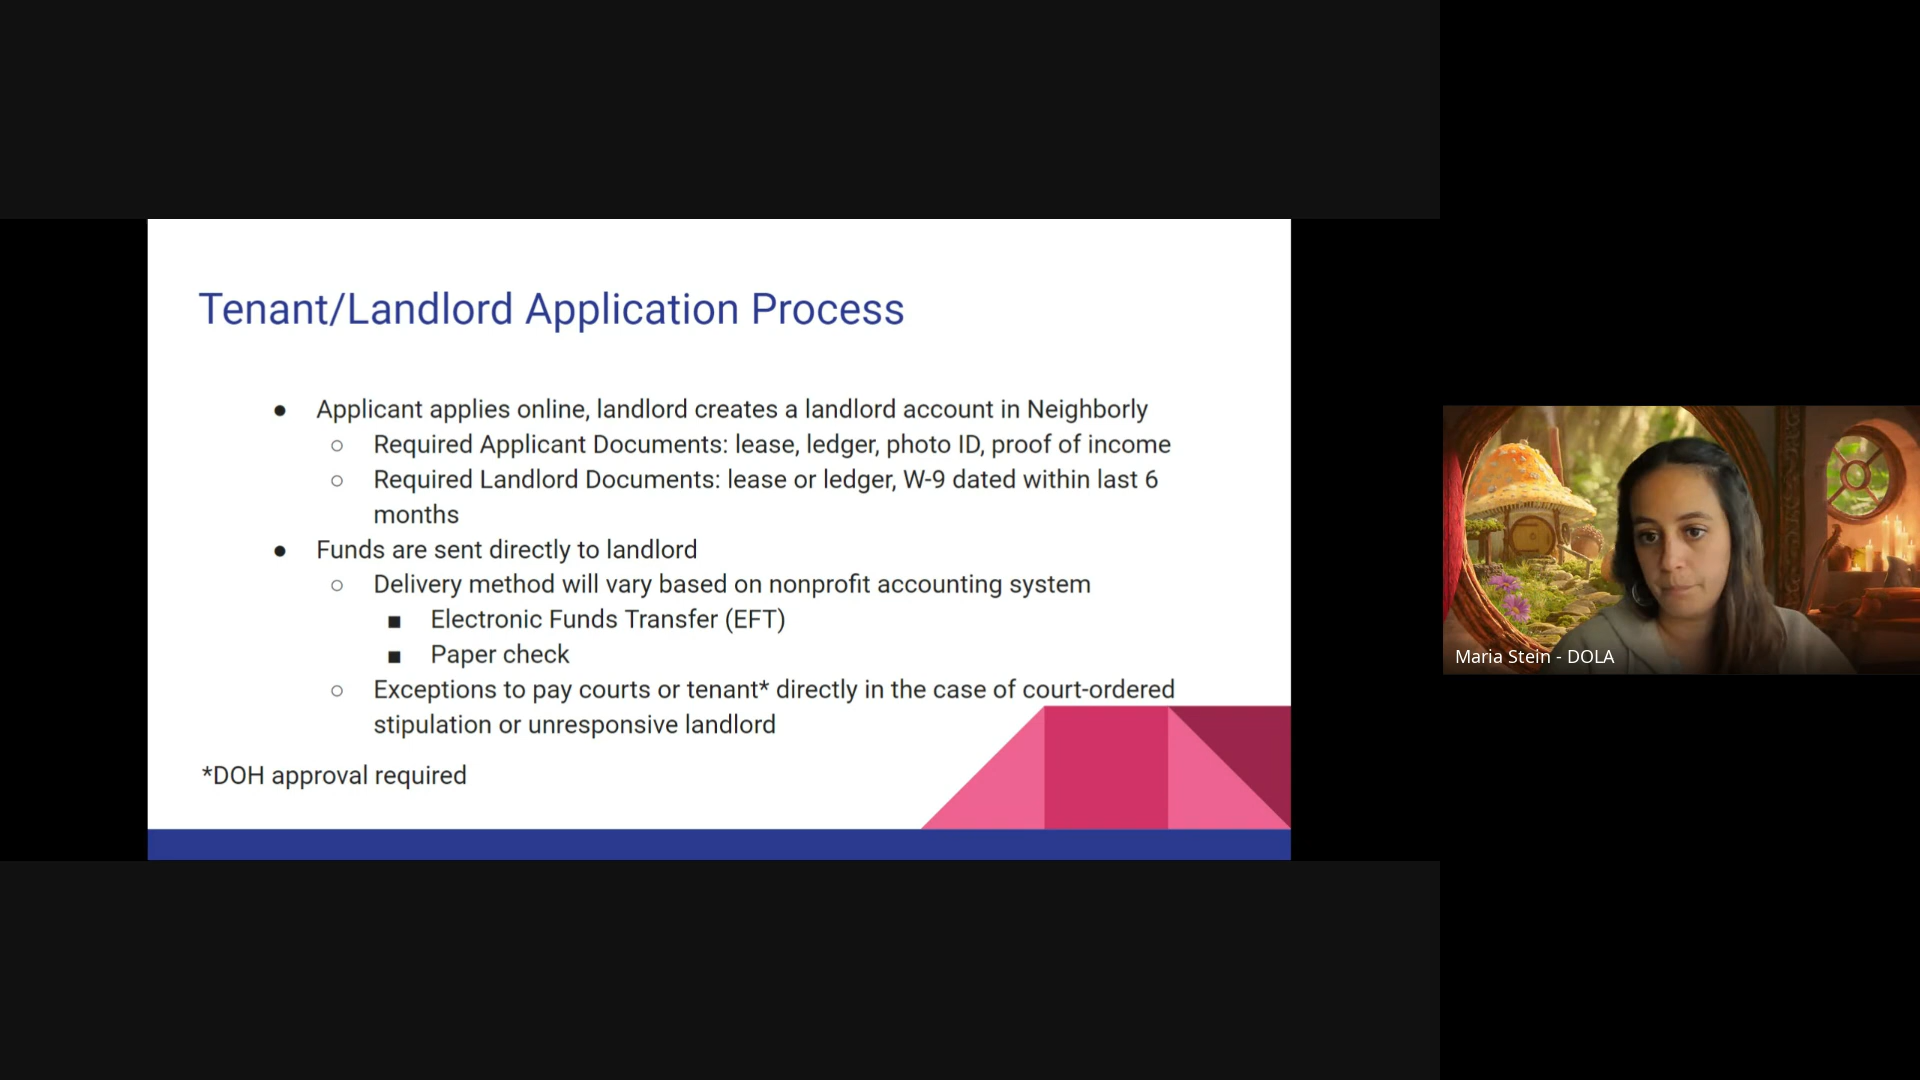 Tenant/Landlord Application Process
● Applicant applies online, landlord creates a landlord account in Neighborly
○ Required Applicant Documents: lease, ledger, photo ID, proof of income
○ Required Landlord Documents: lease or ledger, W-9 dated within last 6
months
● Funds are sent directly to landlord
○ Delivery method will vary based on nonprofit accounting system
■ Electronic Funds Transfer (EFT)
■ Paper check
○ Exceptions to pay courts or tenant* directly in the case of court-ordered
stipulation or unresponsive landlord
*DOH approval required
Maria Stein - DOLA